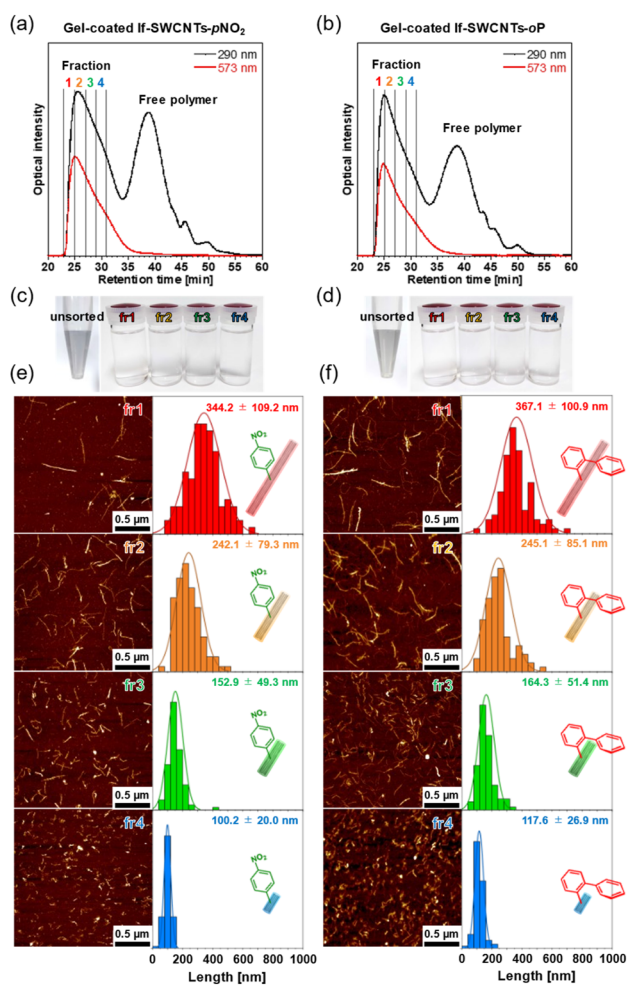 (a)
Gel-coated lf-SWCNTs-pNO2
290 nm
573 nm
Fraction
1 2 3 4
Free polymer
Optical intensity
20 25 30 35 40 45 50 55 60
Retention time [min]
(b)
Gel-coated lf-SWCNTs-oP
290 nm
573 nm
Fraction
1 2 3 4
Free polymer
Optical intensity
20 25 30 35 40 45 50 55 60
Retention time [min]
(c)
unsorted
fr1 fr2 fr3 fr4
(d)
unsorted
fr1 fr2 fr3 fr4
(e)
fr1
0.5 µm
344.2 ± 109.2 nm
NO2
fr2
0.5 µm
242.1 ± 79.3 nm
NO2
fr3
0.5 µm
152.9 ± 49.3 nm
NO2
fr4
0.5 µm
100.2 ± 20.0 nm
NO2
0 200 400 600 800 1000
Length [nm]
(f)
fr1
0.5 µm
367.1 ± 100.9 nm
fr2
0.5 µm
245.1 ± 85.1 nm
fr3
0.5 µm
164.3 ± 51.4 nm
fr4
0.5 µm
117.6 ± 26.9 nm
0 200 400 600 800 1000
Length [nm]